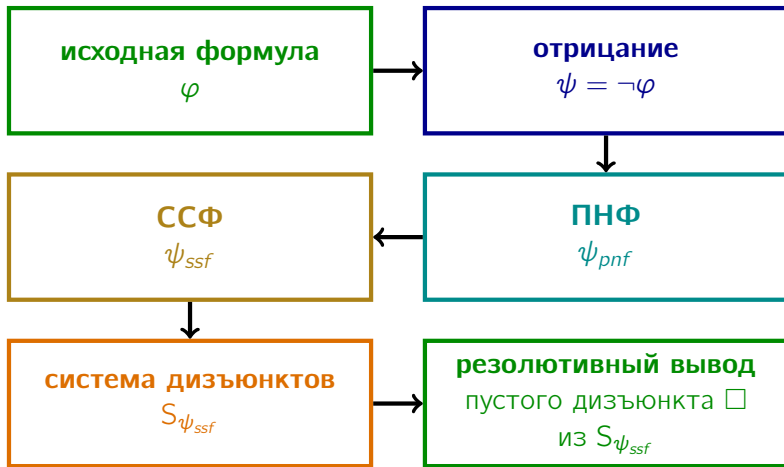 исходная формула
φ
отрицание
ψ = ¬φ
ССФ
ψ_ssf
ПНФ
ψ_pnf
система дизъюнктов
S_ψ_ssf
резолютивный вывод
пустого дизъюнкта □
из S_ψ_ssf